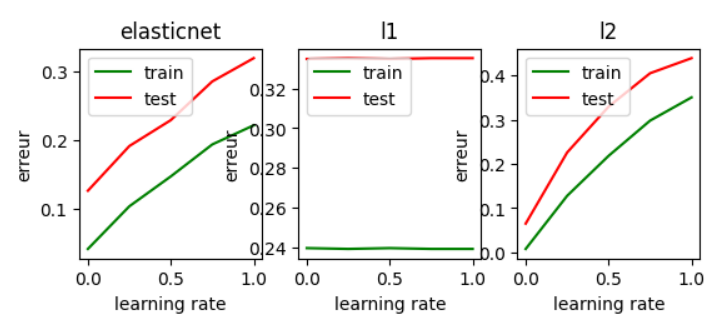 elasticnet
train
test
erreur
0.3
0.2
0.1
0.0
0.5
1.0
learning rate
l1
train
test
erreur
0.32
0.30
0.28
0.26
0.24
0.0
0.5
1.0
learning rate
l2
train
test
erreur
0.4
0.3
0.2
0.1
0.0
0.0
0.5
1.0
learning rate